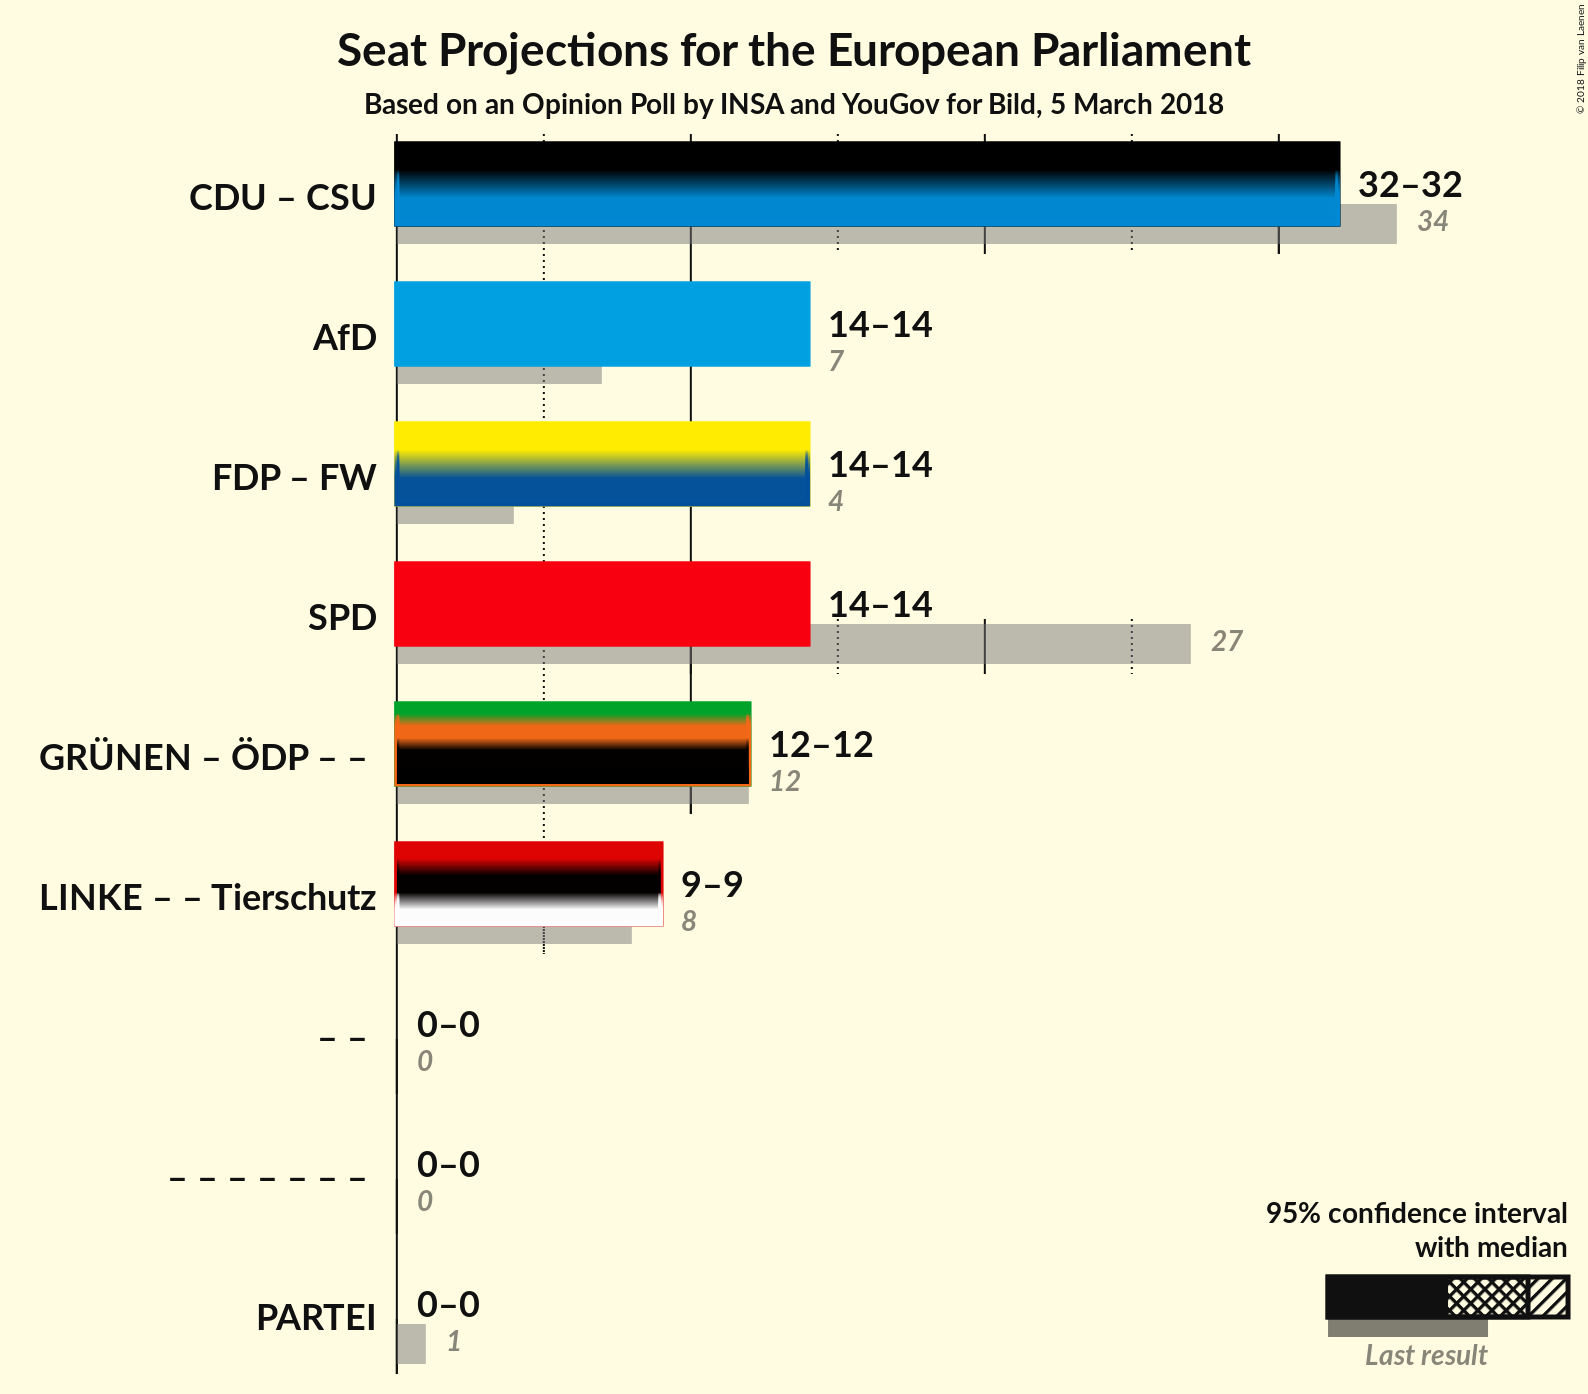 Seat Projections for the European Parliament
Based on an Opinion Poll by INSA and YouGov for Bild, 5 March 2018
© 2018 Filip van Laenen
CDU – CSU
32–32
34
AfD
14–14
7
FDP – FW
14–14
4
SPD
14–14
27
GRÜNEN – ÖDP – –
12–12
12
LINKE – – Tierschutz
9–9
8
– –
0–0
0
– – – – – – –
0–0
0
PARTEI
0–0
1
95% confidence interval
with median
Last result